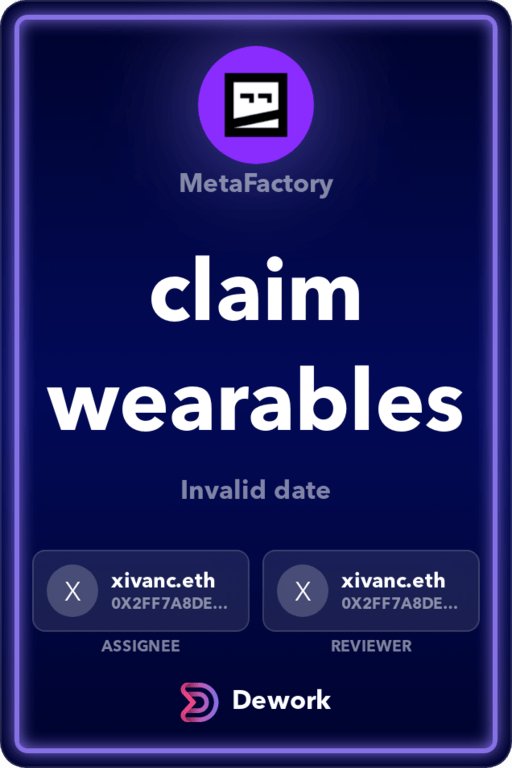 MetaFactory
claim
wearables
Invalid date
X
xivanc.eth
0X2FF7A8DE...
X
xivanc.eth
0X2FF7A8DE...
ASSIGNEE
REVIEWER
Dework